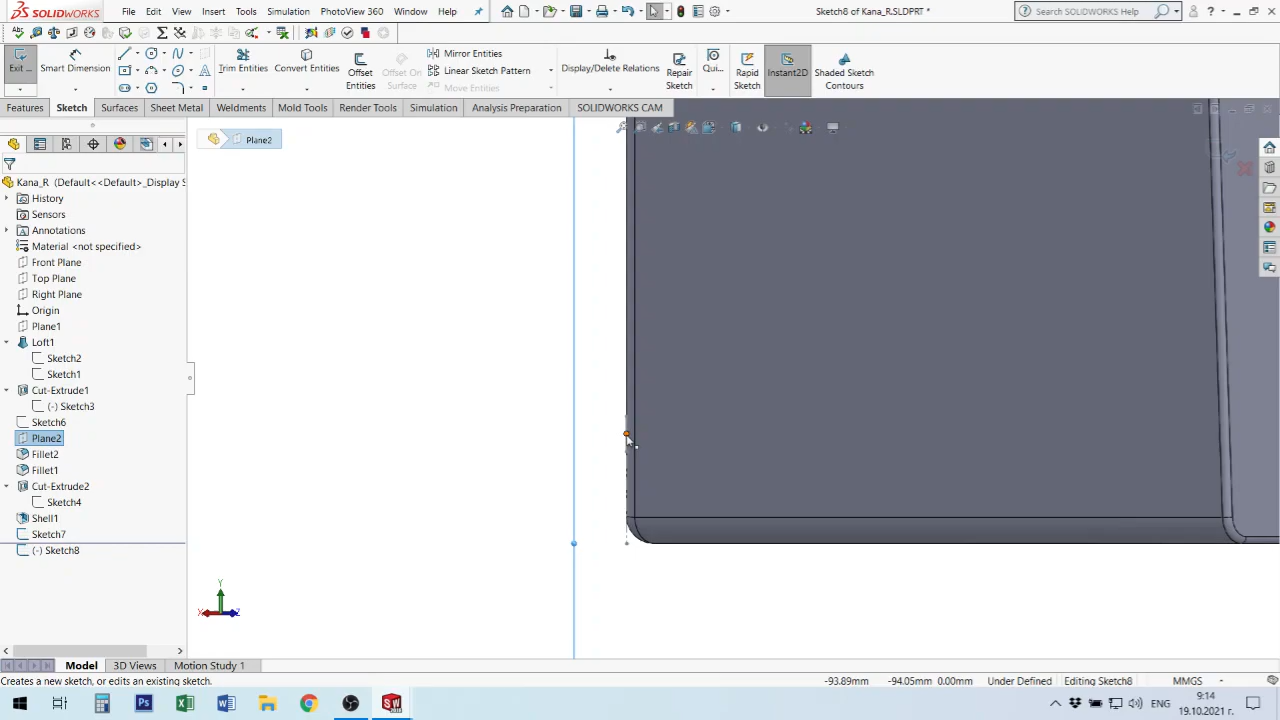 SOLIDWORKS File Edit View Insert Tools Simulation PhotoView 360 Window Help Sketch8 of Kana_R.SLDPRT * Search SOLIDWORKS Help
Exit ... Smart Dimension Trim Entities Convert Entities Offset Entities Offset On Surface Mirror Entities Linear Sketch Pattern Move Entities Display/Delete Relations Repair Sketch Qui... Rapid Sketch Instant2D Shaded Sketch Contours
Features Sketch Surfaces Sheet Metal Weldments Mold Tools Render Tools Simulation Analysis Preparation SOLIDWORKS CAM
Plane2
Kana_R (Default<<Default>_Display S
History
Sensors
Annotations
Material <not specified>
Front Plane
Top Plane
Right Plane
Origin
Plane1
Loft1
Sketch2
Sketch1
Cut-Extrude1
(-) Sketch3
Sketch6
Plane2
Fillet2
Fillet1
Cut-Extrude2
Sketch4
Shell1
Sketch7
(-) Sketch8
Y
X Z
Model 3D Views Motion Study 1
Creates a new sketch, or edits an existing sketch. -93.89mm -94.05mm 0.00mm Under Defined Editing Sketch8 MMGS
ENG 9:14
19.10.2021 г.